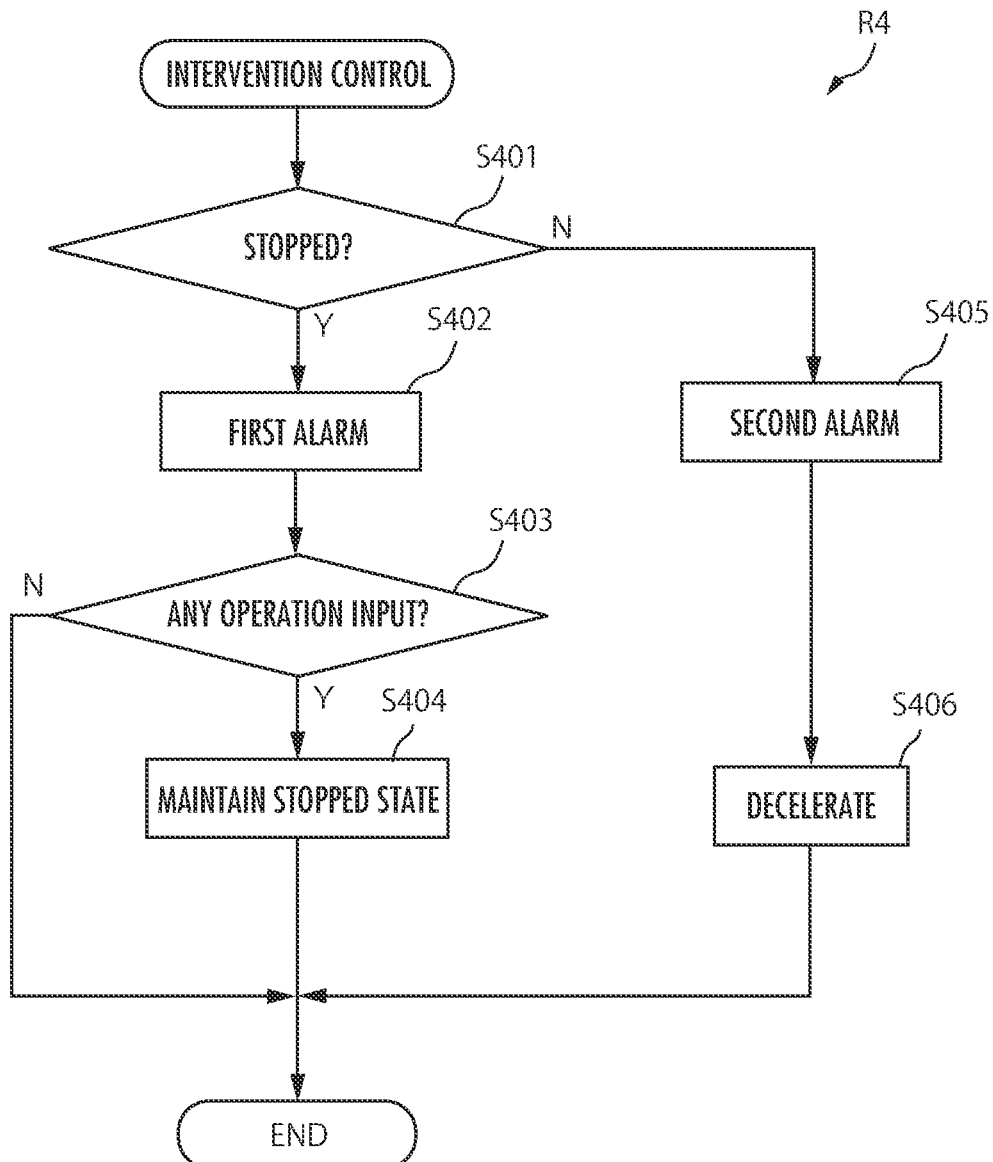 R4
INTERVENTION CONTROL
S401
STOPPED?
N
Y
S402
FIRST ALARM
S405
SECOND ALARM
S403
N
ANY OPERATION INPUT?
Y
S404
MAINTAIN STOPPED STATE
S406
DECELERATE
END